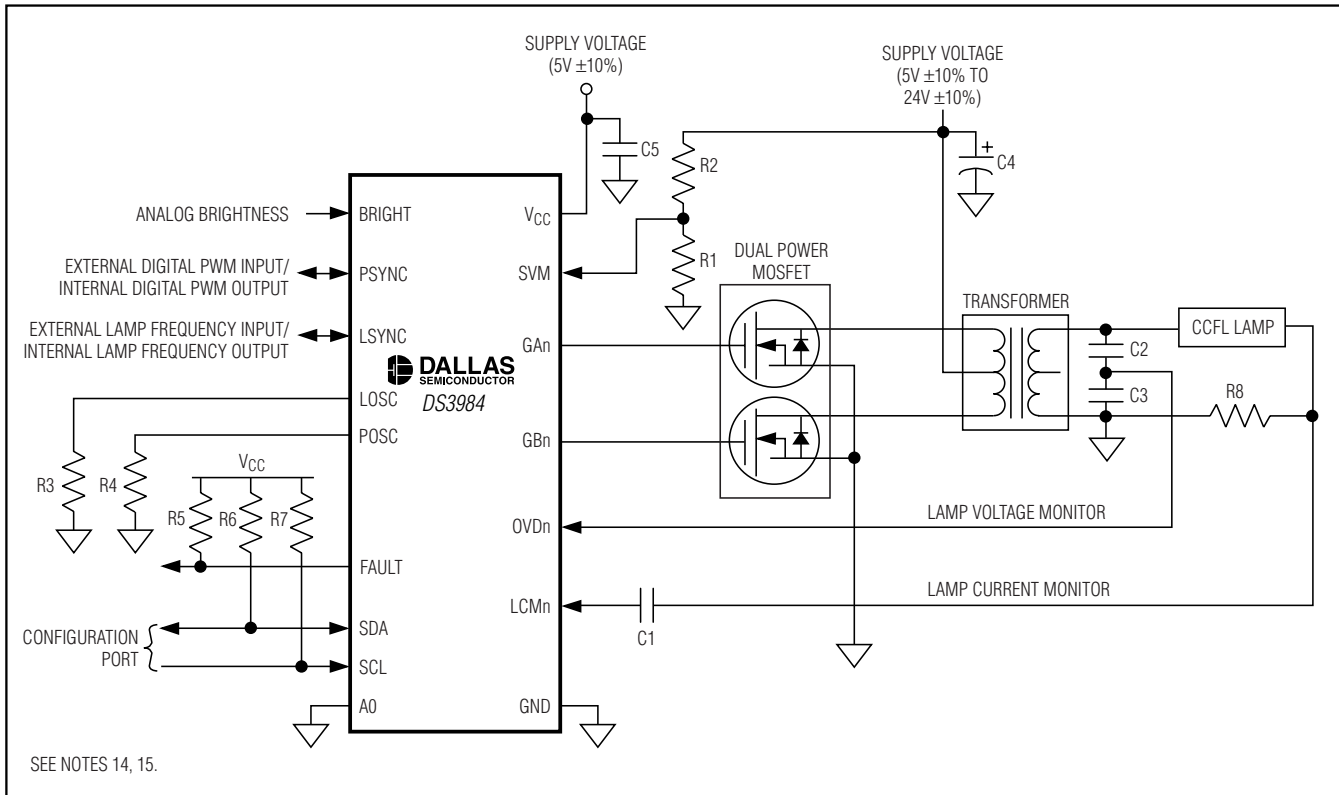 SUPPLY VOLTAGE
(5V ±10%)
SUPPLY VOLTAGE
(5V ±10% TO
24V ±10%)
C5
R2
+
C4
ANALOG BRIGHTNESS
BRIGHT
VCC
EXTERNAL DIGITAL PWM INPUT/
INTERNAL DIGITAL PWM OUTPUT
PSYNC
SVM
R1
DUAL POWER
MOSFET
TRANSFORMER
EXTERNAL LAMP FREQUENCY INPUT/
INTERNAL LAMP FREQUENCY OUTPUT
LSYNC
GAn
CCFL LAMP
C2
DALLAS
SEMICONDUCTOR
DS3984
C3
R8
LOSC
POSC
GBn
R3
R4
VCC
R5
R6
R7
OVDn
LAMP VOLTAGE MONITOR
FAULT
LCMn
C1
LAMP CURRENT MONITOR
CONFIGURATION
PORT
SDA
SCL
A0
GND
SEE NOTES 14, 15.